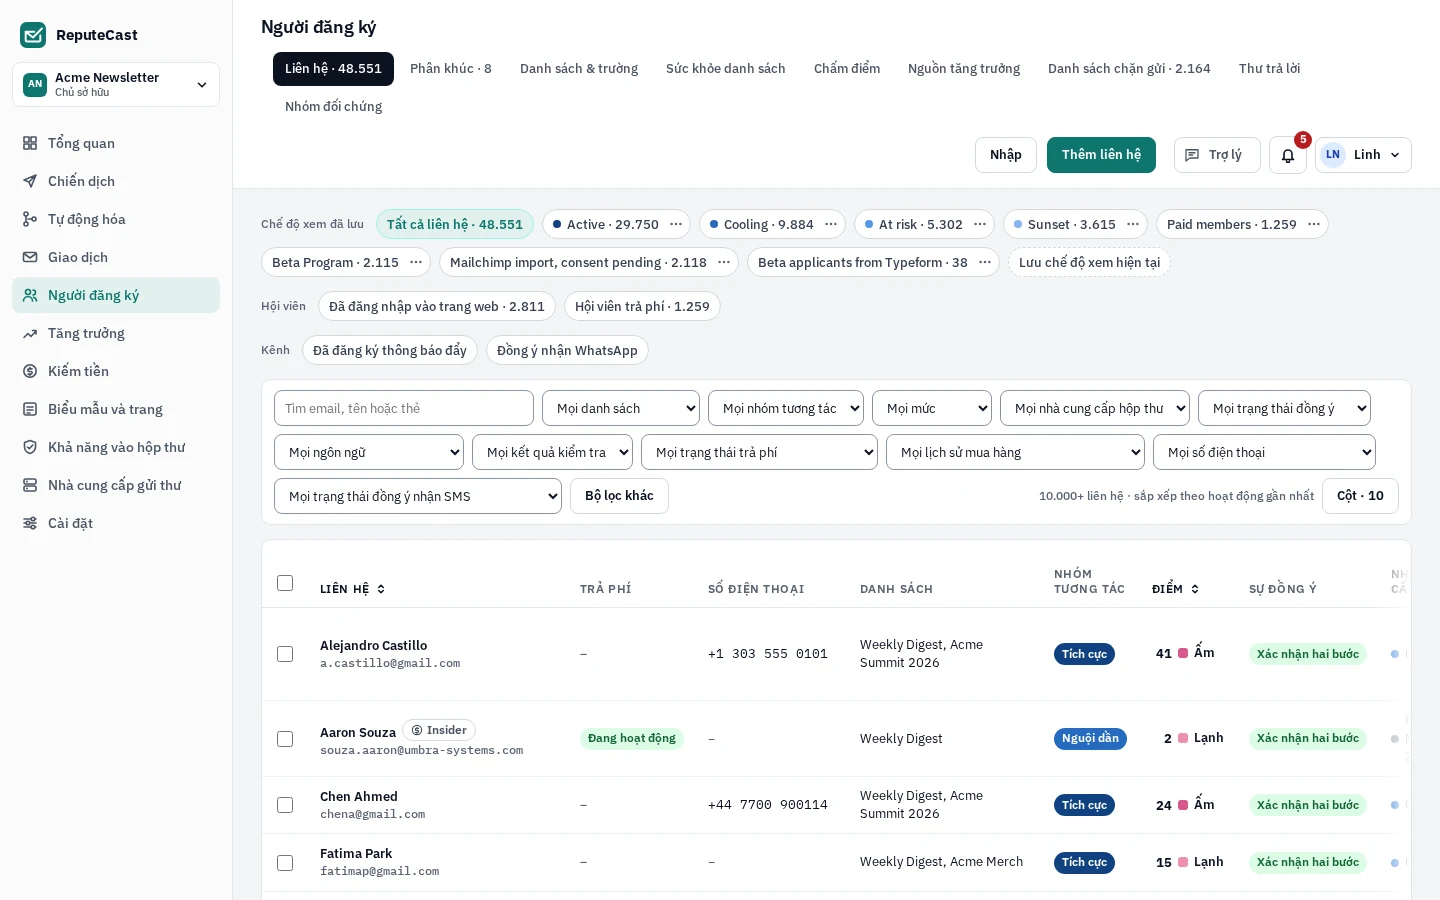 ReputeCast
AN
Acme Newsletter
Chủ sở hữu
Tổng quan
Chiến dịch
Tự động hóa
Giao dịch
Người đăng ký
Tăng trưởng
Kiếm tiền
Biểu mẫu và trang
Khả năng vào hộp thư
Nhà cung cấp gửi thư
Cài đặt
Người đăng ký
Liên hệ · 48.551
Phân khúc · 8
Danh sách & trường
Sức khỏe danh sách
Chấm điểm
Nguồn tăng trưởng
Danh sách chặn gửi · 2.164
Thư trả lời
Nhóm đối chứng
Nhập
Thêm liên hệ
Trợ lý
5
LN
Linh
Chế độ xem đã lưu
Tất cả liên hệ · 48.551
Active · 29.750 ···
Cooling · 9.884 ···
At risk · 5.302 ···
Sunset · 3.615 ···
Paid members · 1.259 ···
Beta Program · 2.115 ···
Mailchimp import, consent pending · 2.118 ···
Beta applicants from Typeform · 38 ···
Lưu chế độ xem hiện tại
Hội viên
Đã đăng nhập vào trang web · 2.811
Hội viên trả phí · 1.259
Kênh
Đã đăng ký thông báo đẩy
Đồng ý nhận WhatsApp
Tìm email, tên hoặc thẻ
Mọi danh sách
Mọi nhóm tương tác
Mọi mức
Mọi nhà cung cấp hộp thư
Mọi trạng thái đồng ý
Mọi ngôn ngữ
Mọi kết quả kiểm tra
Mọi trạng thái trả phí
Mọi lịch sử mua hàng
Mọi số điện thoại
Mọi trạng thái đồng ý nhận SMS
Bộ lọc khác
10.000+ liên hệ · sắp xếp theo hoạt động gần nhất
Cột · 10
LIÊN HỆ
TRẢ PHÍ
SỐ ĐIỆN THOẠI
DANH SÁCH
NHÓM
TƯƠNG TÁC
ĐIỂM
SỰ ĐỒNG Ý
Alejandro Castillo
a.castillo@gmail.com
–
+1 303 555 0101
Weekly Digest, Acme
Summit 2026
Tích cực
41 Ấm
Xác nhận hai bước
Aaron Souza
Insider
souza.aaron@umbra-systems.com
Đang hoạt động
–
Weekly Digest
Nguội dần
2 Lạnh
Xác nhận hai bước
Chen Ahmed
chena@gmail.com
–
+44 7700 900114
Weekly Digest, Acme
Summit 2026
Tích cực
24 Ấm
Xác nhận hai bước
Fatima Park
fatimap@gmail.com
–
–
Weekly Digest, Acme Merch
Tích cực
15 Lạnh
Xác nhận hai bước